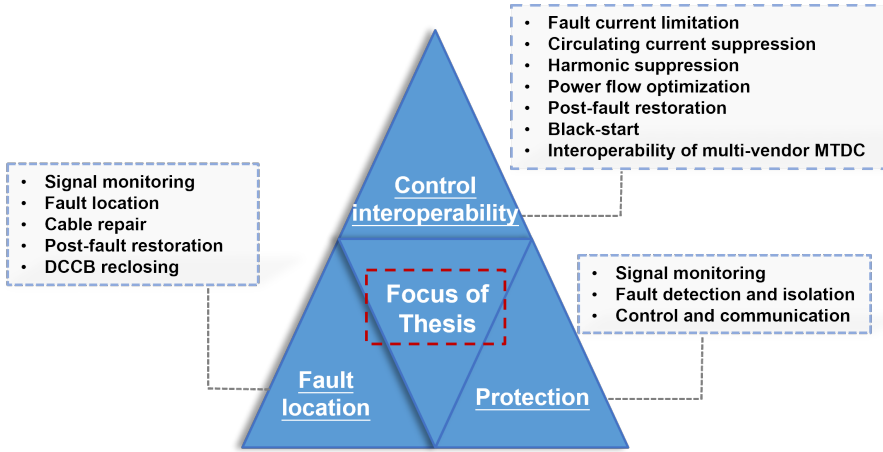 • Fault current limitation
• Circulating current suppression
• Harmonic suppression
• Power flow optimization
• Post-fault restoration
• Black-start
• Interoperability of multi-vendor MTDC
Control
interoperability
• Signal monitoring
• Fault location
• Cable repair
• Post-fault restoration
• DCCB reclosing
• Signal monitoring
• Fault detection and isolation
• Control and communication
Focus of
Thesis
Fault
location
Protection